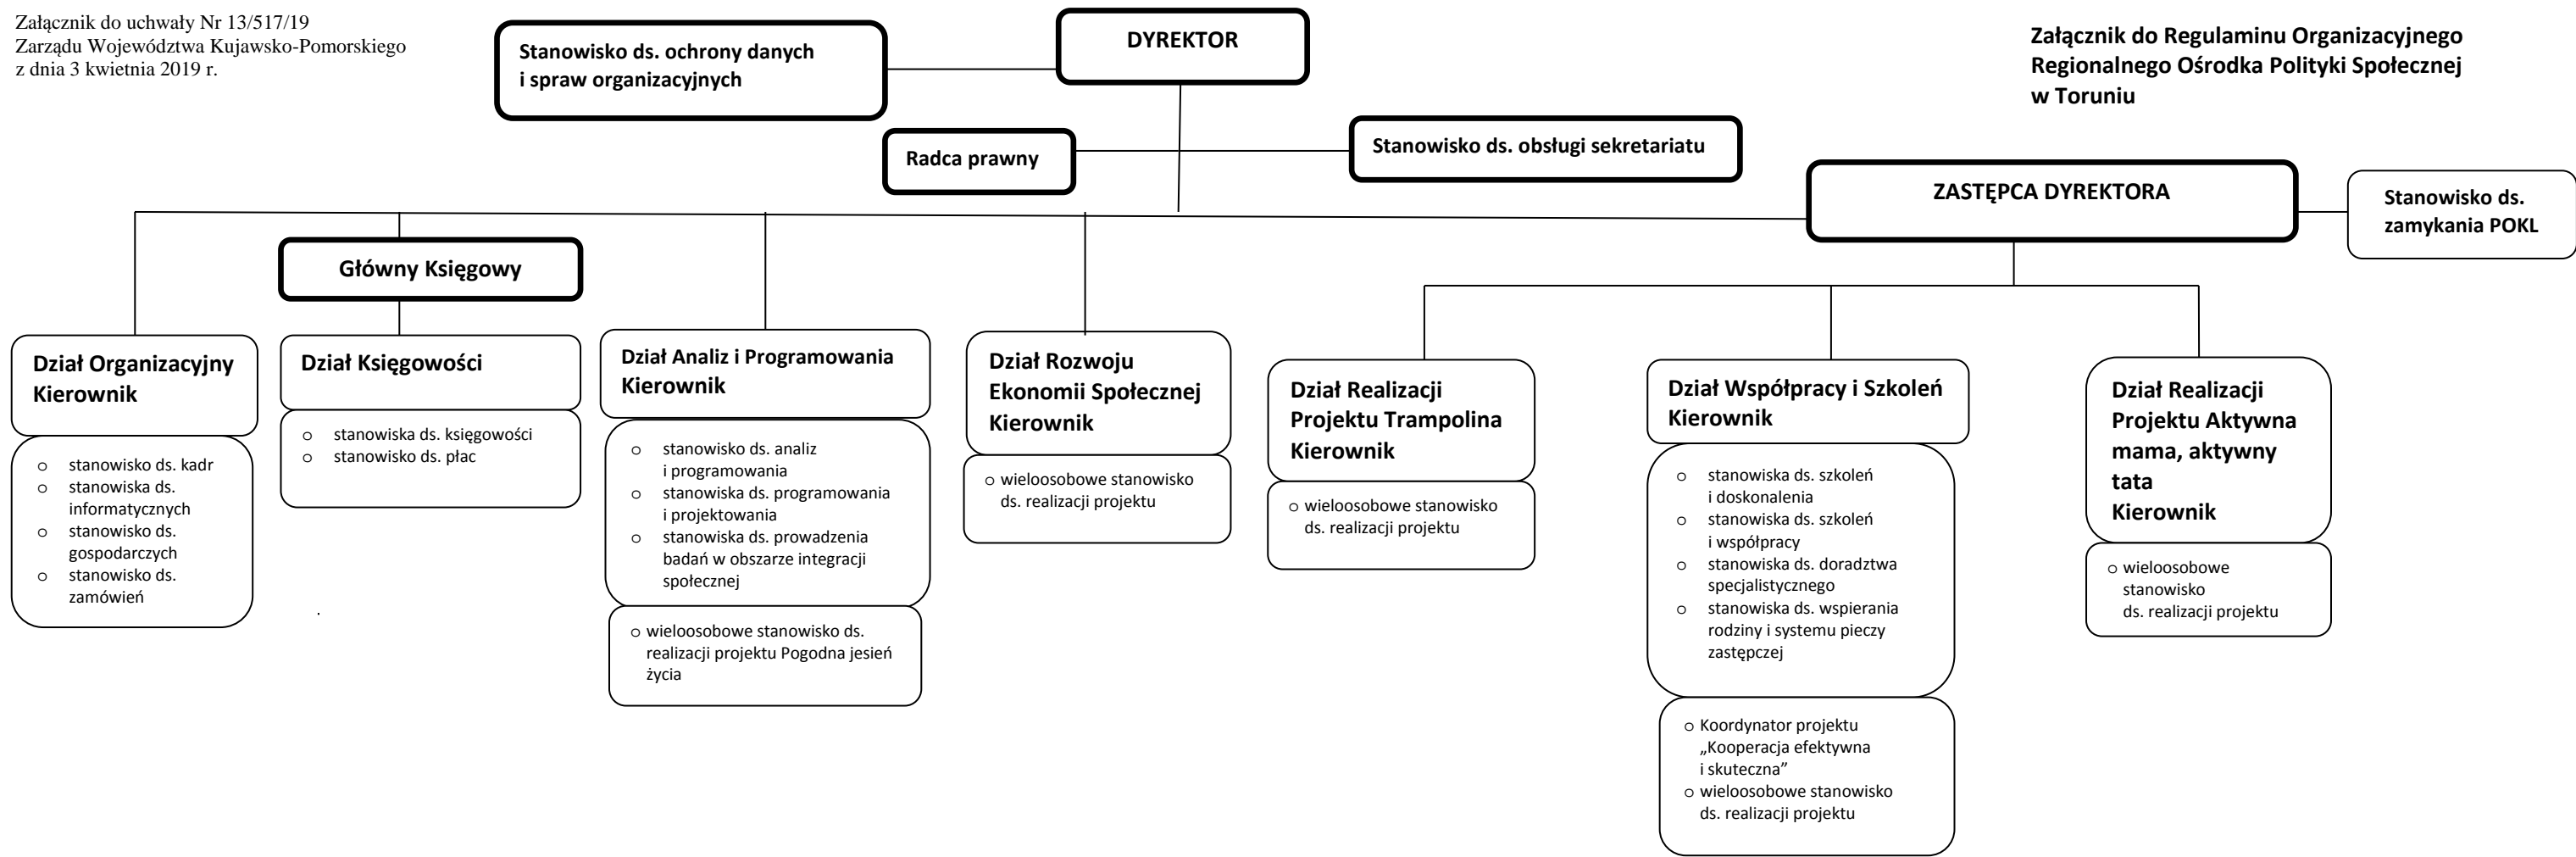 Załącznik do uchwały Nr 13/517/19
Zarządu Województwa Kujawsko-Pomorskiego
z dnia 3 kwietnia 2019 r.
Stanowisko ds. ochrony danych
i spraw organizacyjnych
DYREKTOR
Załącznik do Regulaminu Organizacyjnego
Regionalnego Ośrodka Polityki Społecznej
w Toruniu
Radca prawny
Stanowisko ds. obsługi sekretariatu
ZASTĘPCA DYREKTORA
Stanowisko ds.
zamykania POKL
Główny Księgowy
Dział Organizacyjny
Kierownik
o stanowisko ds. kadr
o stanowiska ds.
informatycznych
o stanowisko ds.
gospodarczych
o stanowisko ds.
zamówień
Dział Księgowości
o stanowiska ds. księgowości
o stanowisko ds. płac
.
Dział Analiz i Programowania
Kierownik
o stanowisko ds. analiz
i programowania
o stanowiska ds. programowania
i projektowania
o stanowiska ds. prowadzenia
badań w obszarze integracji
społecznej
o wieloosobowe stanowisko ds.
realizacji projektu Pogodna jesień
życia
Dział Rozwoju
Ekonomii Społecznej
Kierownik
o wieloosobowe stanowisko
ds. realizacji projektu
Dział Realizacji
Projektu Trampolina
Kierownik
o wieloosobowe stanowisko
ds. realizacji projektu
Dział Współpracy i Szkoleń
Kierownik
o stanowiska ds. szkoleń
i doskonalenia
o stanowiska ds. szkoleń
i współpracy
o stanowiska ds. doradztwa
specjalistycznego
o stanowiska ds. wspierania
rodziny i systemu pieczy
zastępczej
o Koordynator projektu
„Kooperacja efektywna
i skuteczna”
o wieloosobowe stanowisko
ds. realizacji projektu
Dział Realizacji
Projektu Aktywna
mama, aktywny
tata
Kierownik
o wieloosobowe
stanowisko
ds. realizacji projektu